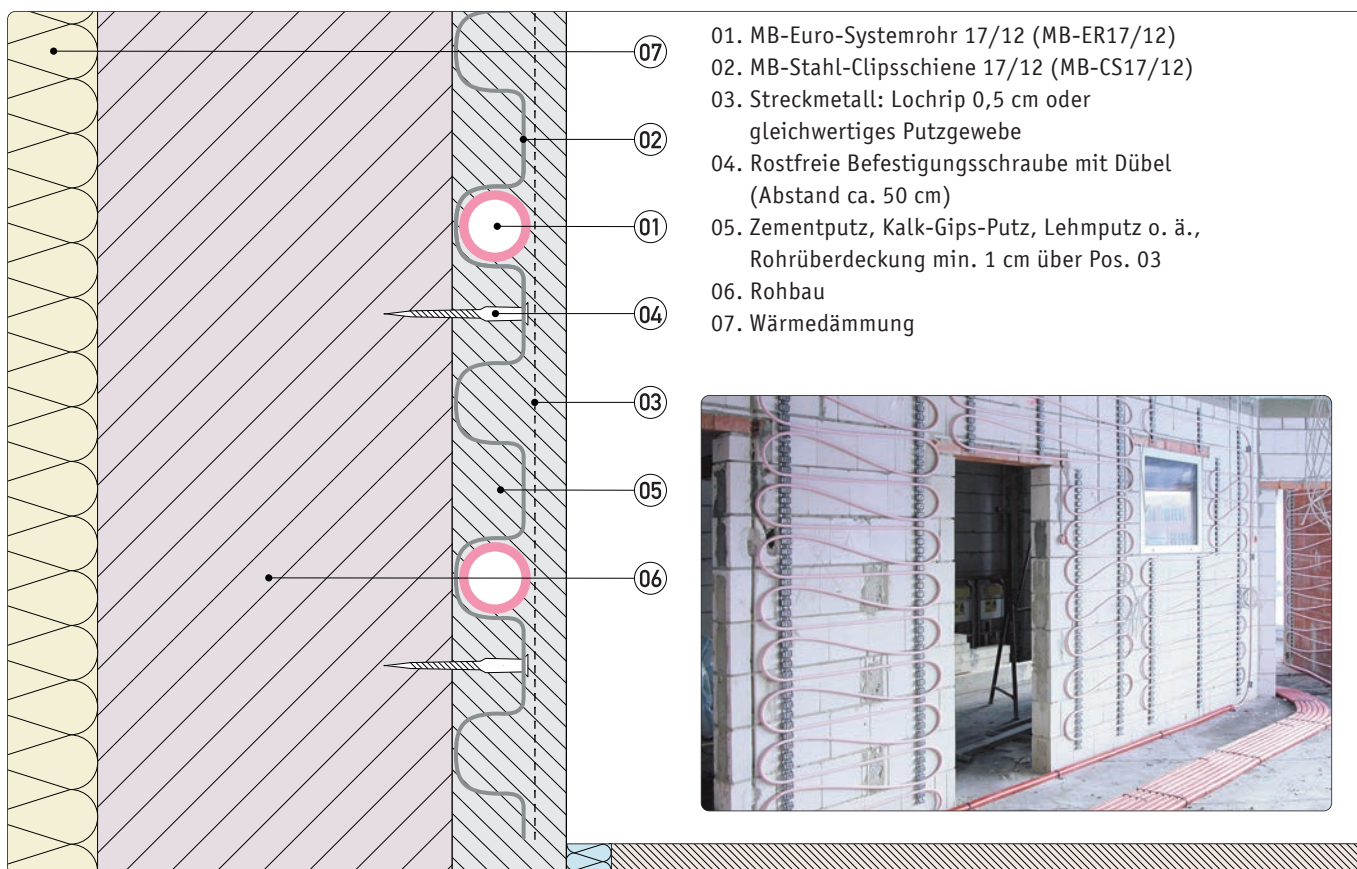 07
02
01
04
03
05
06
01. MB-Euro-Systemrohr 17/12 (MB-ER17/12)
02. MB-Stahl-Clipsschiene 17/12 (MB-CS17/12)
03. Streckmetall: Lochrip 0,5 cm oder
gleichwertiges Putzgewebe
04. Rostfreie Befestigungsschraube mit Dübel
(Abstand ca. 50 cm)
05. Zementputz, Kalk-Gips-Putz, Lehmputz o. ä.,
Rohrüberdeckung min. 1 cm über Pos. 03
06. Rohbau
07. Wärmedämmung